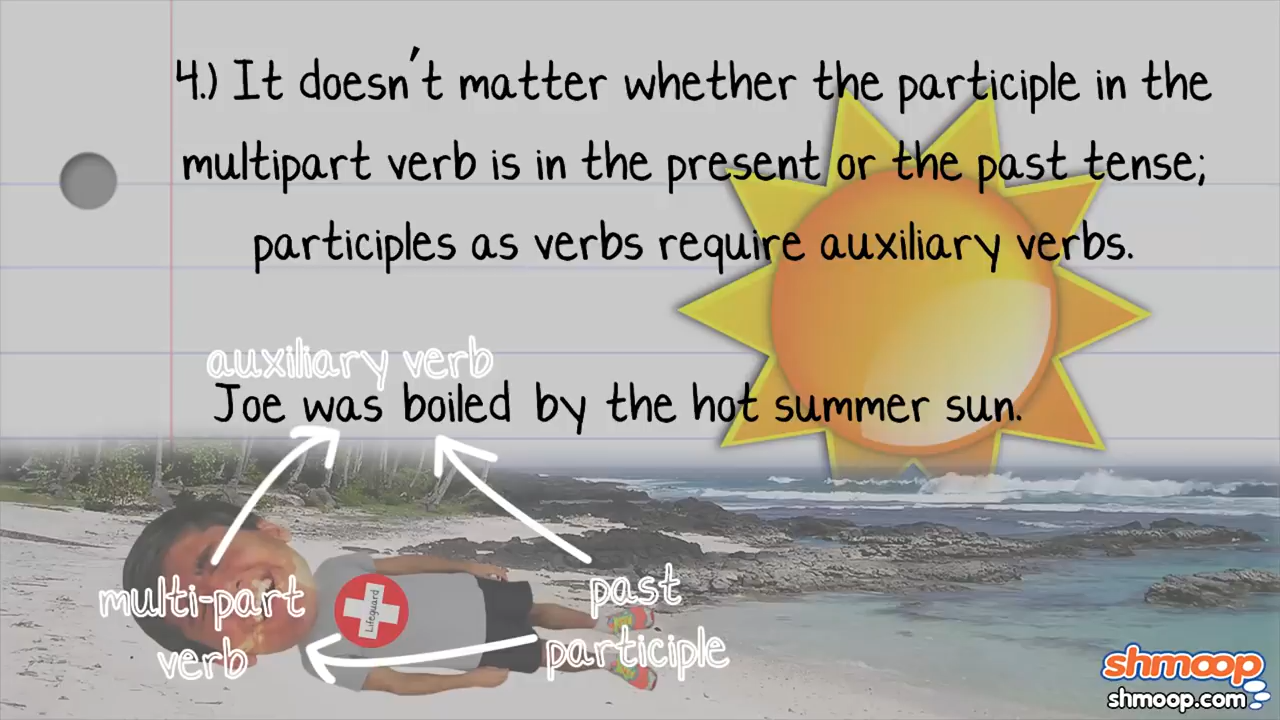 4.) It doesn't matter whether the participle in the
multipart verb is in the present or the past tense;
participles as verbs require auxiliary verbs.
auxiliary verb
Joe was boiled by the hot summer sun.
multi-part
verb
past
participle
Lifeguard
shmoop
shmoop.com